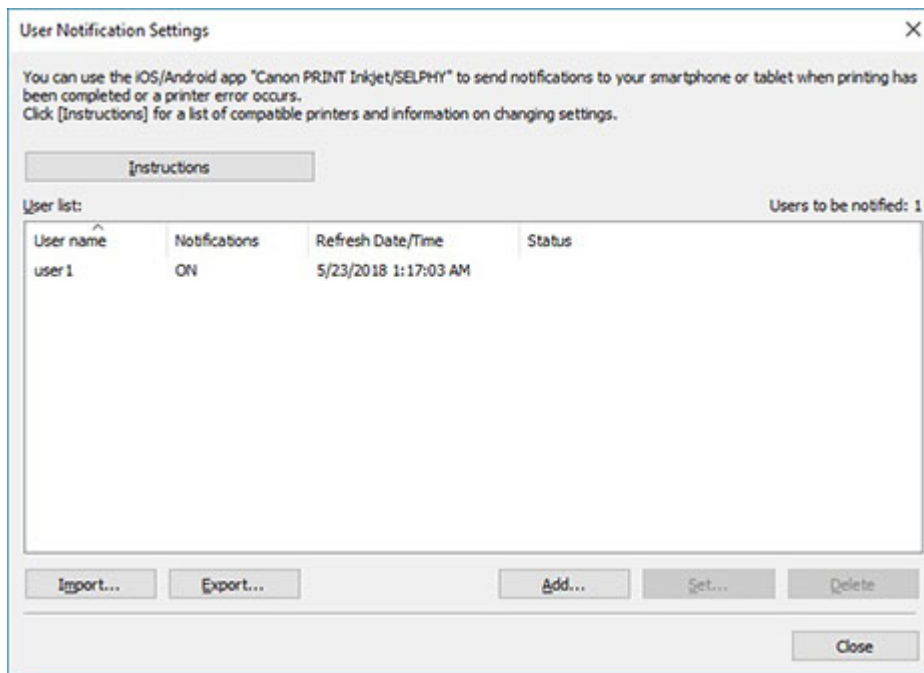 User Notification Settings
You can use the iOS/Android app "Canon PRINT Inkjet/SELPHY" to send notifications to your smartphone or tablet when printing has
been completed or a printer error occurs.
Click [Instructions] for a list of compatible printers and information on changing settings.
Instructions
User list: Users to be notified: 1
User name Notifications Refresh Date/Time Status
user1 ON 5/23/2018 1:17:03 AM
Import... Export... Add... Set... Delete
Close